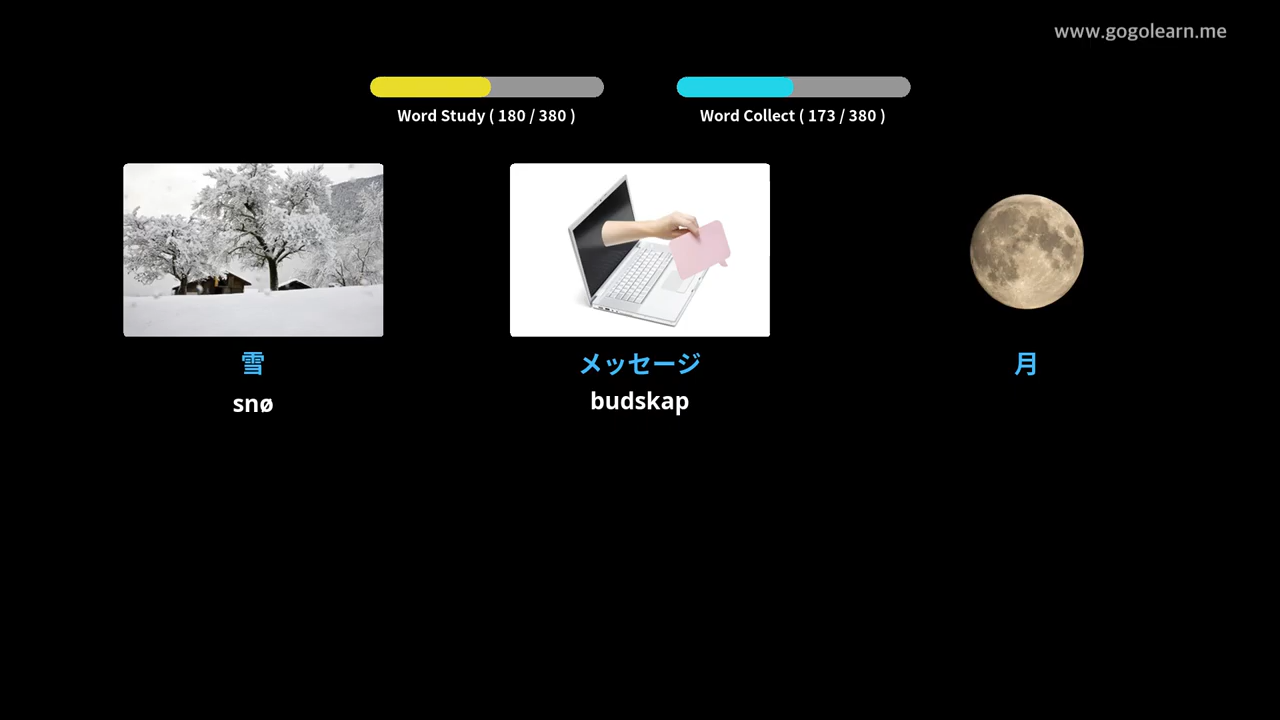 www.gogolearn.me
Word Study ( 180 / 380 )
Word Collect ( 173 / 380 )
雪
snø
メッセージ
budskap
月